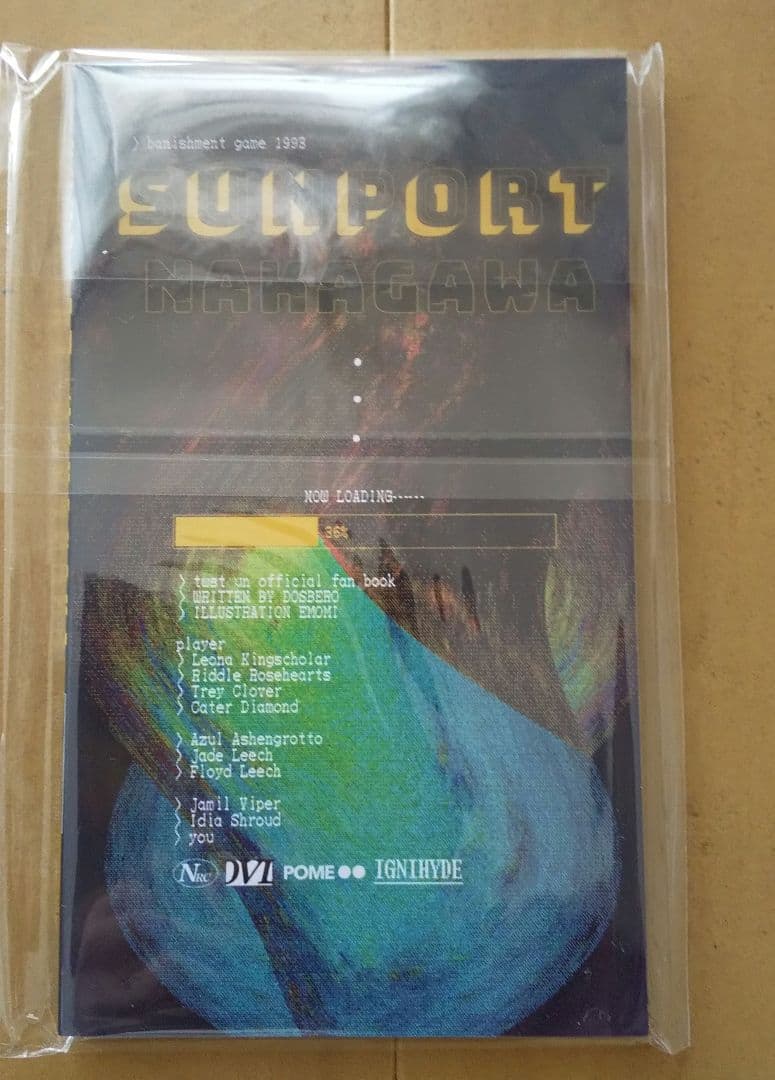 > banishment game 1998
SUNPORT
NAKAGAWA
NOW LOADING------
36%
> twst un official fan book
> WRITTEN BY DOSBERO
> ILLUSTRATION EMOM!
player
> Leona Kingscholar
> Riddle Rosehearts
> Trey Clover
> Cater Diamond
> Azul Ashengrotto
> Jade Leech
> Floyd Leech
> Jamil Viper
> Idia Shroud
> you
NRC DVI POME●● IGNIHYDE